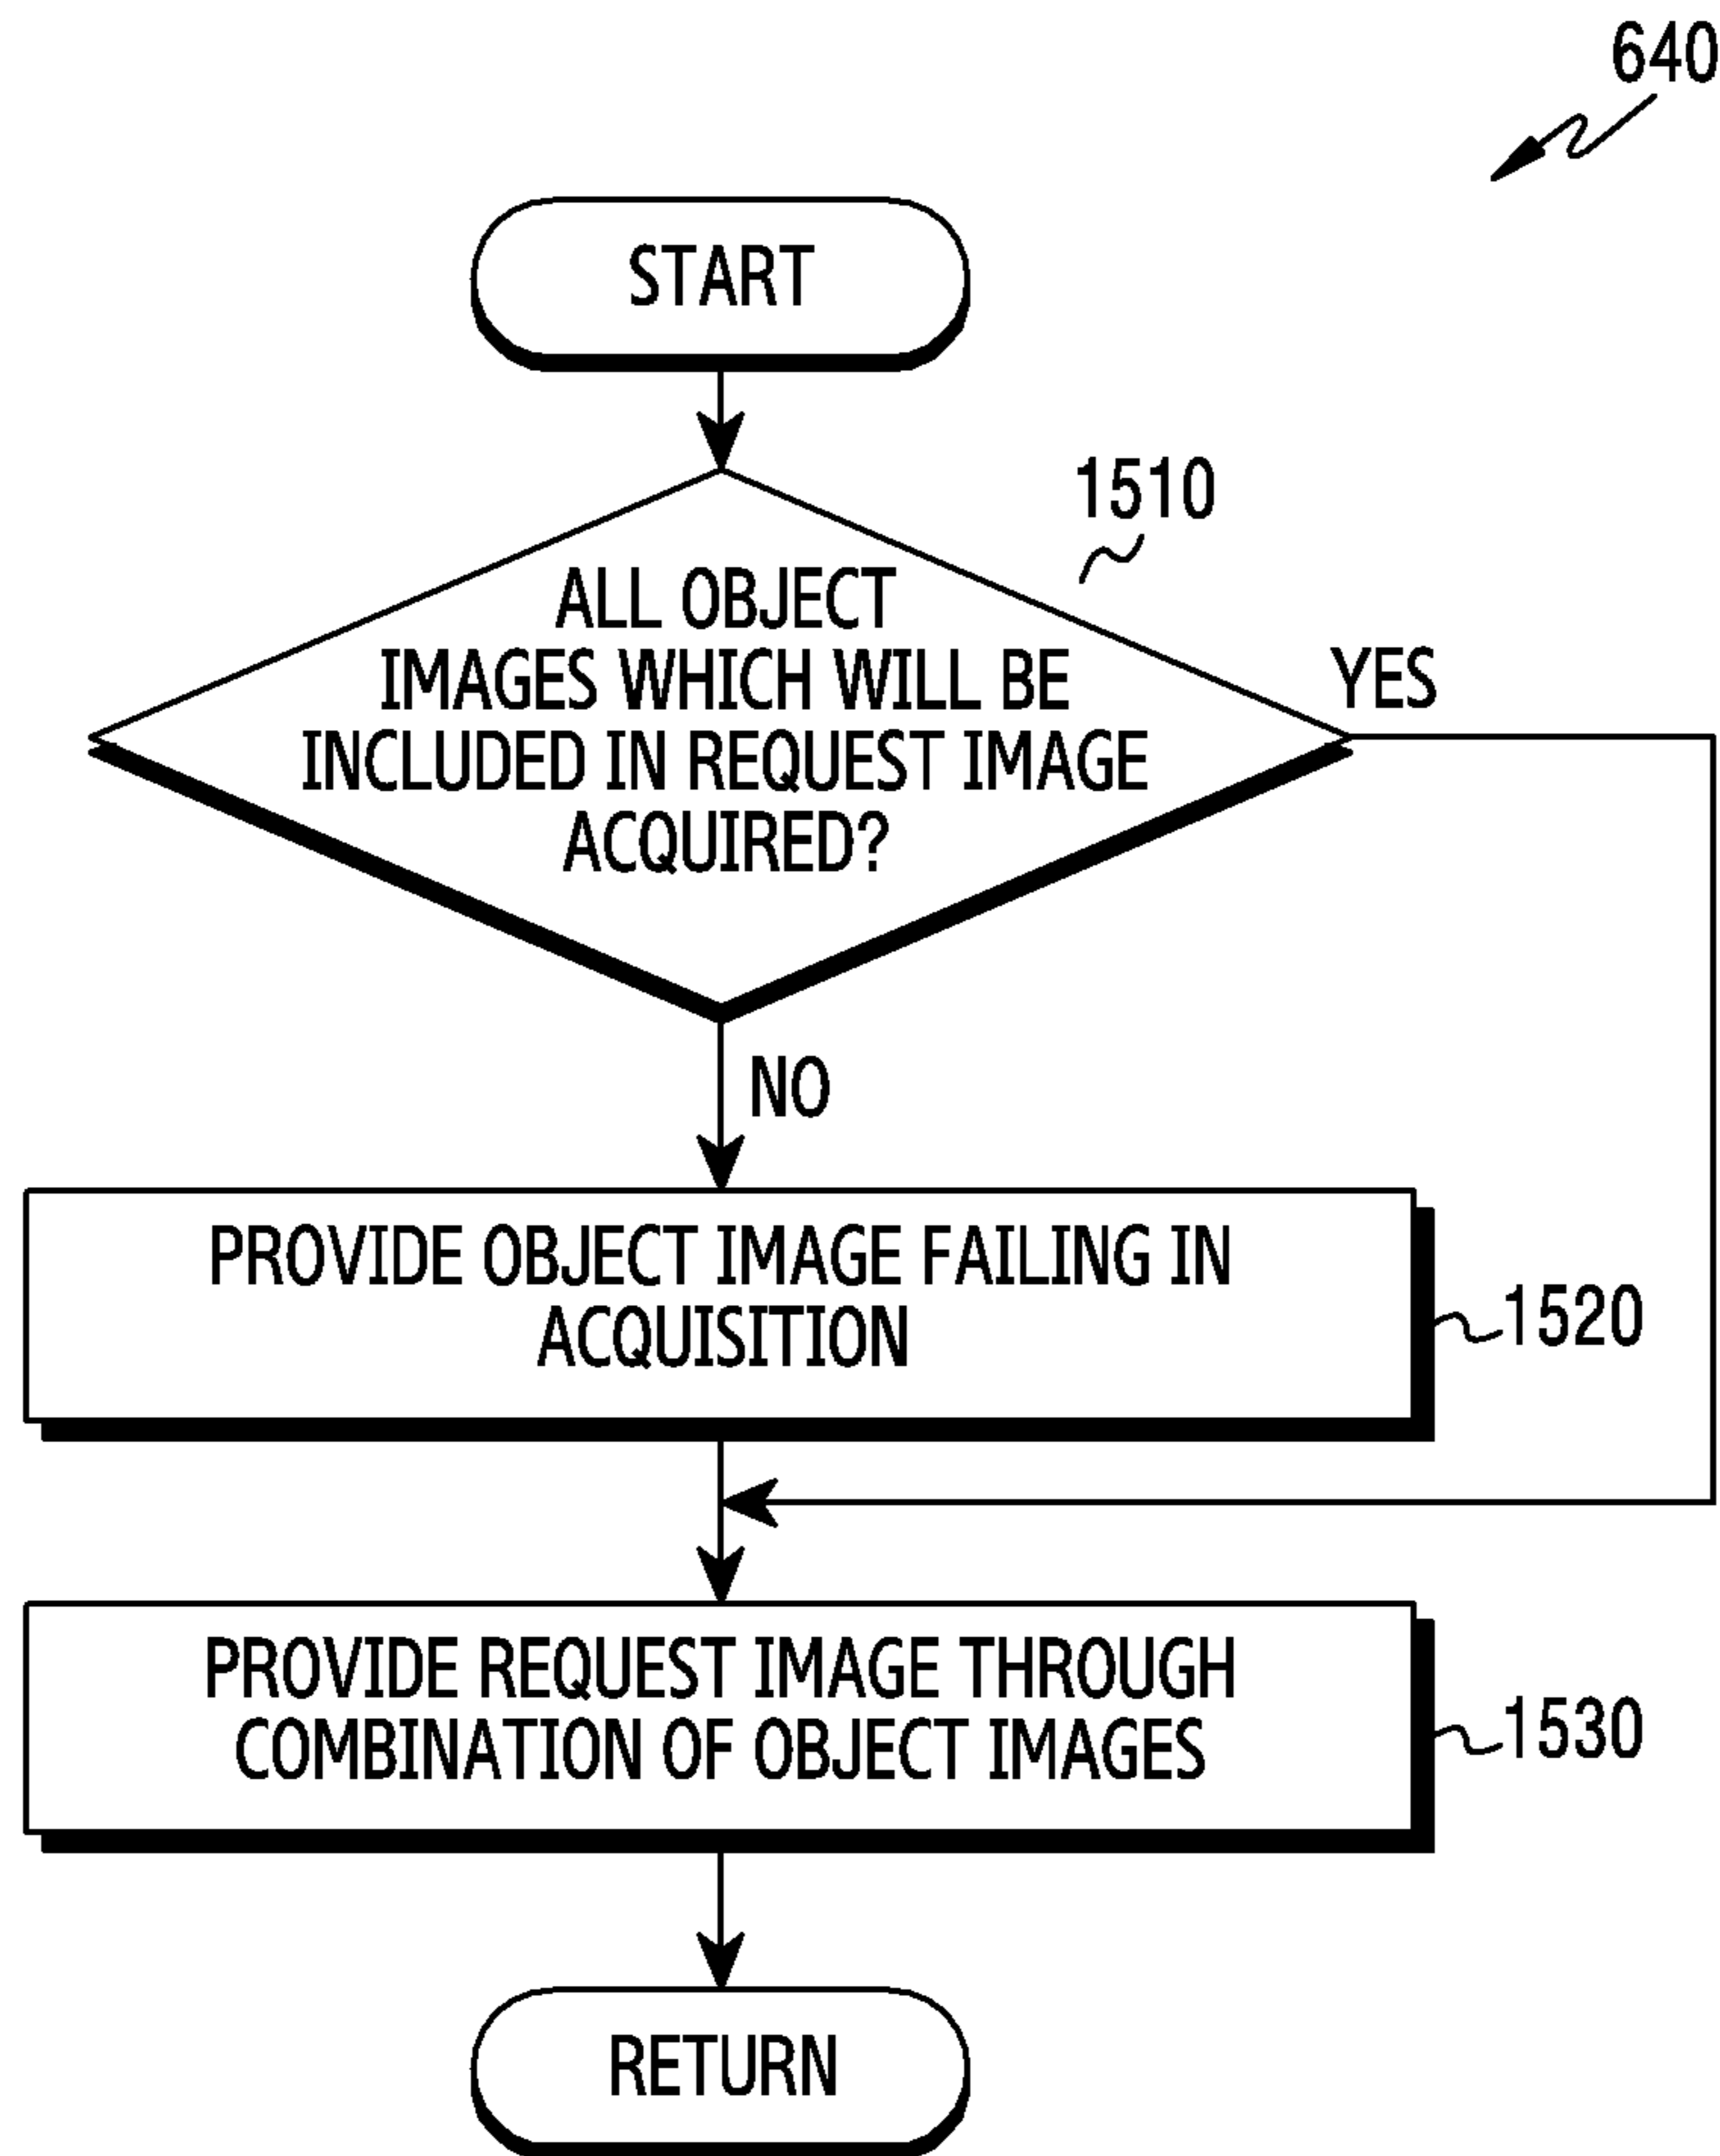 640
START
1510
ALL OBJECT
IMAGES WHICH WILL BE
INCLUDED IN REQUEST IMAGE
ACQUIRED?
YES
NO
PROVIDE OBJECT IMAGE FAILING IN
ACQUISITION
1520
PROVIDE REQUEST IMAGE THROUGH
COMBINATION OF OBJECT IMAGES
1530
RETURN